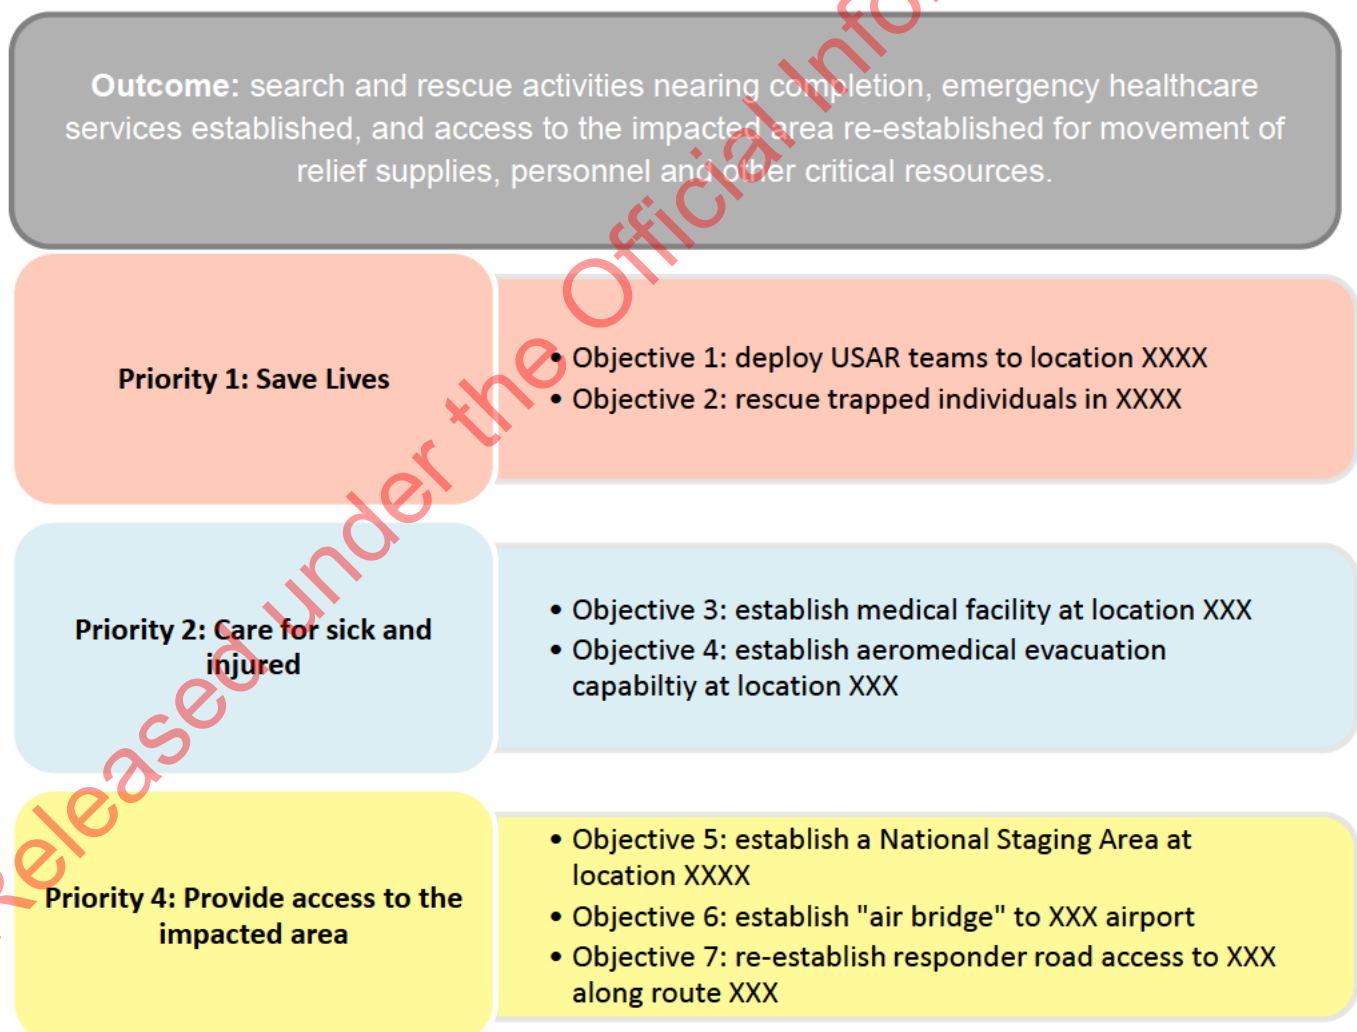 Outcome: search and rescue activities nearing completion, emergency healthcare
services established, and access to the impacted area re-established for movement of
relief supplies, personnel and other critical resources.
Priority 1: Save Lives
• Objective 1: deploy USAR teams to location XXXX
• Objective 2: rescue trapped individuals in XXXX
Priority 2: Care for sick and
injured
• Objective 3: establish medical facility at location XXX
• Objective 4: establish aeromedical evacuation
capabiltiy at location XXX
Priority 4: Provide access to the
impacted area
• Objective 5: establish a National Staging Area at
location XXXX
• Objective 6: establish "air bridge" to XXX airport
• Objective 7: re-establish responder road access to XXX
along route XXX
Released under the Official